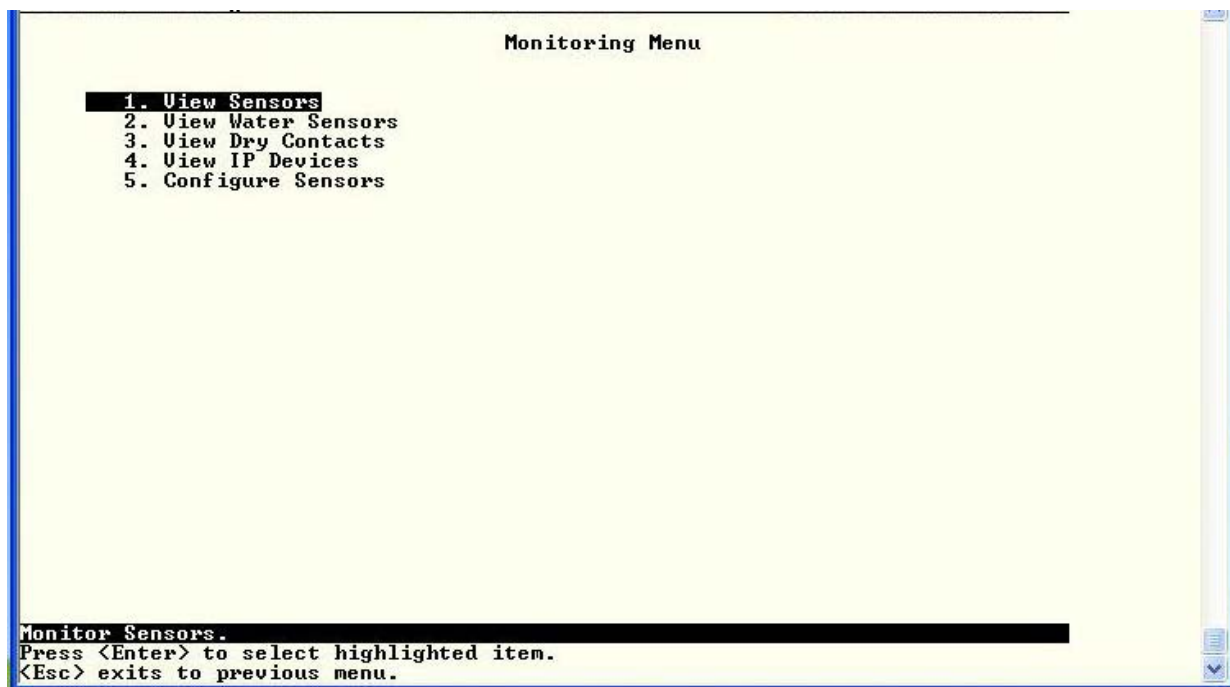 Monitoring Menu
1. View Sensors
2. View Water Sensors
3. View Dry Contacts
4. View IP Devices
5. Configure Sensors
Monitor Sensors.
Press <Enter> to select highlighted item.
<Esc> exits to previous menu.